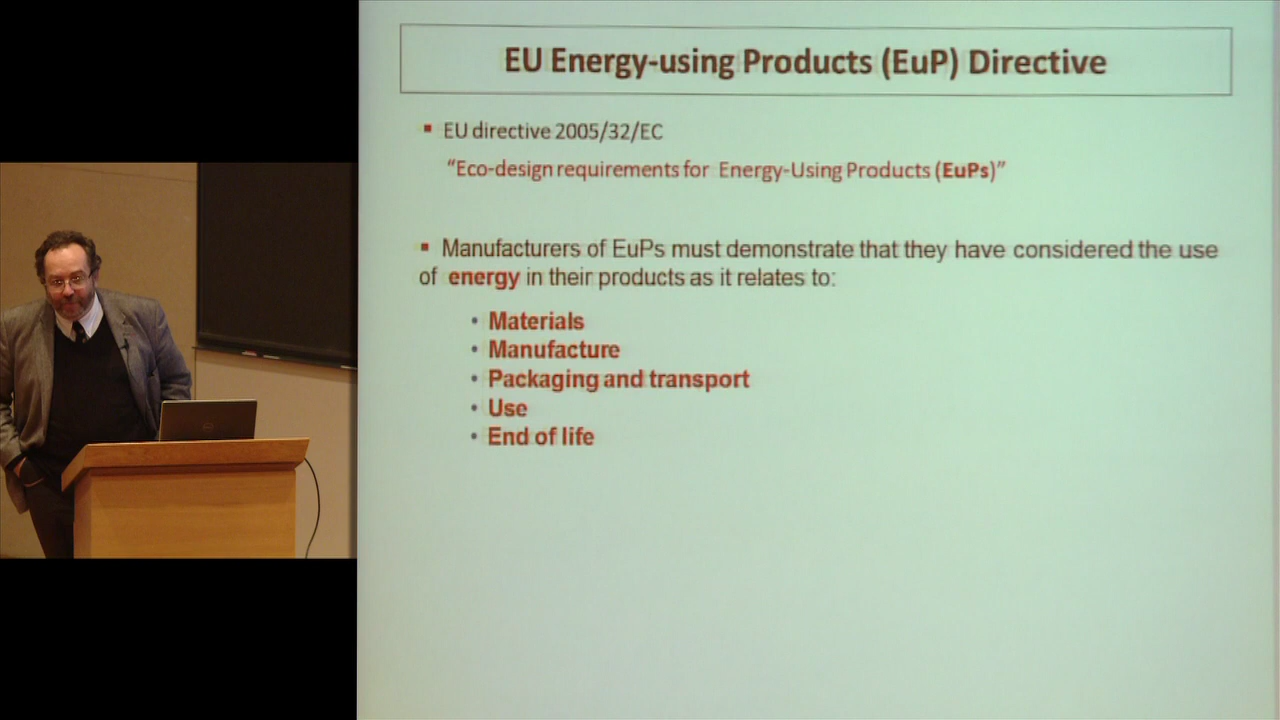 EU Energy-using Products (EuP) Directive
▪ EU directive 2005/32/EC
“Eco-design requirements for Energy-Using Products (EuPs)”
▪ Manufacturers of EuPs must demonstrate that they have considered the use
of energy in their products as it relates to:
• Materials
• Manufacture
• Packaging and transport
• Use
• End of life